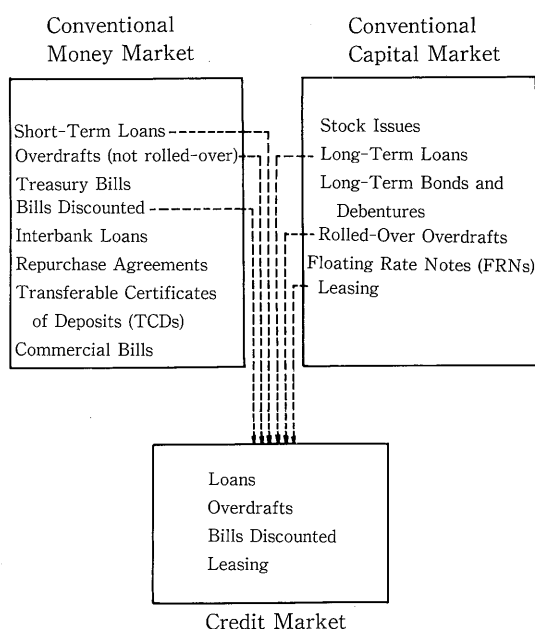 Conventional
Money Market
Conventional
Capital Market
Short-Term Loans
Overdrafts (not rolled-over)
Treasury Bills
Bills Discounted
Interbank Loans
Repurchase Agreements
Transferable Certificates
of Deposits (TCDs)
Commercial Bills
Stock Issues
Long-Term Loans
Long-Term Bonds and
Debentures
Rolled-Over Overdrafts
Floating Rate Notes (FRNs)
Leasing
Loans
Overdrafts
Bills Discounted
Leasing
Credit Market